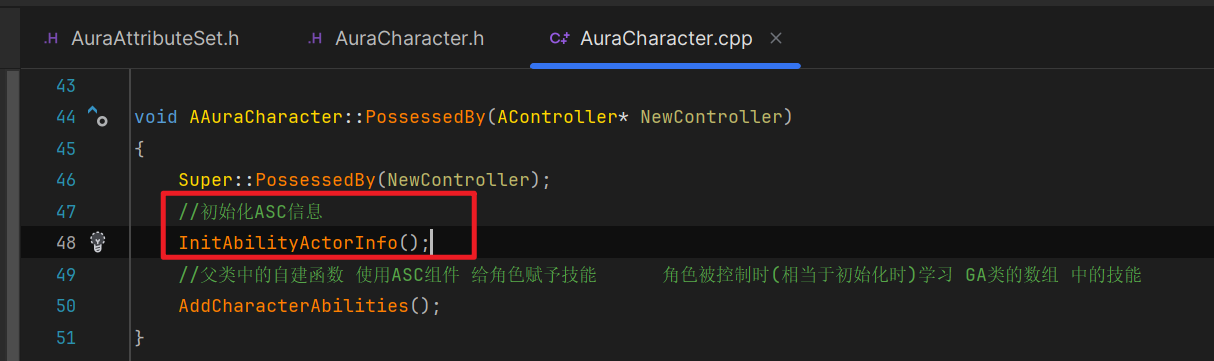 AuraAttributeSet.h AuraCharacter.h AuraCharacter.cpp
43
44 void AAuraCharacter::PossessedBy(AController* NewController)
45 {
46 Super::PossessedBy(NewController);
47 //初始化ASC信息
48 InitAbilityActorInfo();
49 //父类中的自建函数 使用ASC组件 给角色赋予技能 角色被控制时(相当于初始化时)学习 GA类的数组 中的技能
50 AddCharacterAbilities();
51 }